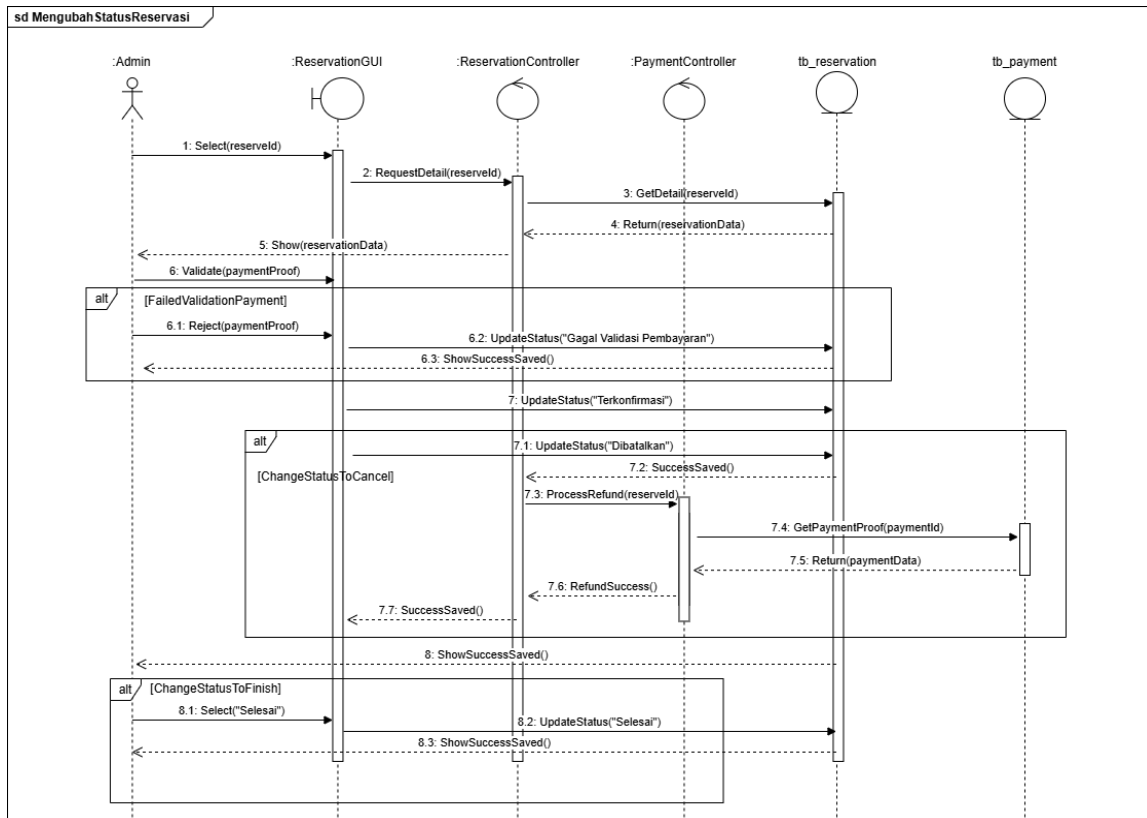 sd MengubahStatusReservasi
:Admin
:ReservationGUI
:ReservationController
:PaymentController
tb_reservation
tb_payment
1: Select(reserveId)
2: RequestDetail(reserveId)
3: GetDetail(reserveId)
4: Return(reservationData)
5: Show(reservationData)
6: Validate(paymentProof)
alt
[FailedValidationPayment]
6.1: Reject(paymentProof)
6.2: UpdateStatus("Gagal Validasi Pembayaran")
6.3: ShowSuccessSaved()
7: UpdateStatus("Terkonfirmasi")
alt
7.1: UpdateStatus("Dibatalkan")
[ChangeStatusToCancel]
7.2: SuccessSaved()
7.3: ProcessRefund(reserveId)
7.4: GetPaymentProof(paymentId)
7.5: Return(paymentData)
7.6: RefundSuccess()
7.7: SuccessSaved()
8: ShowSuccessSaved()
alt
[ChangeStatusToFinish]
8.1: Select("Selesai")
8.2: UpdateStatus("Selesai")
8.3: ShowSuccessSaved()